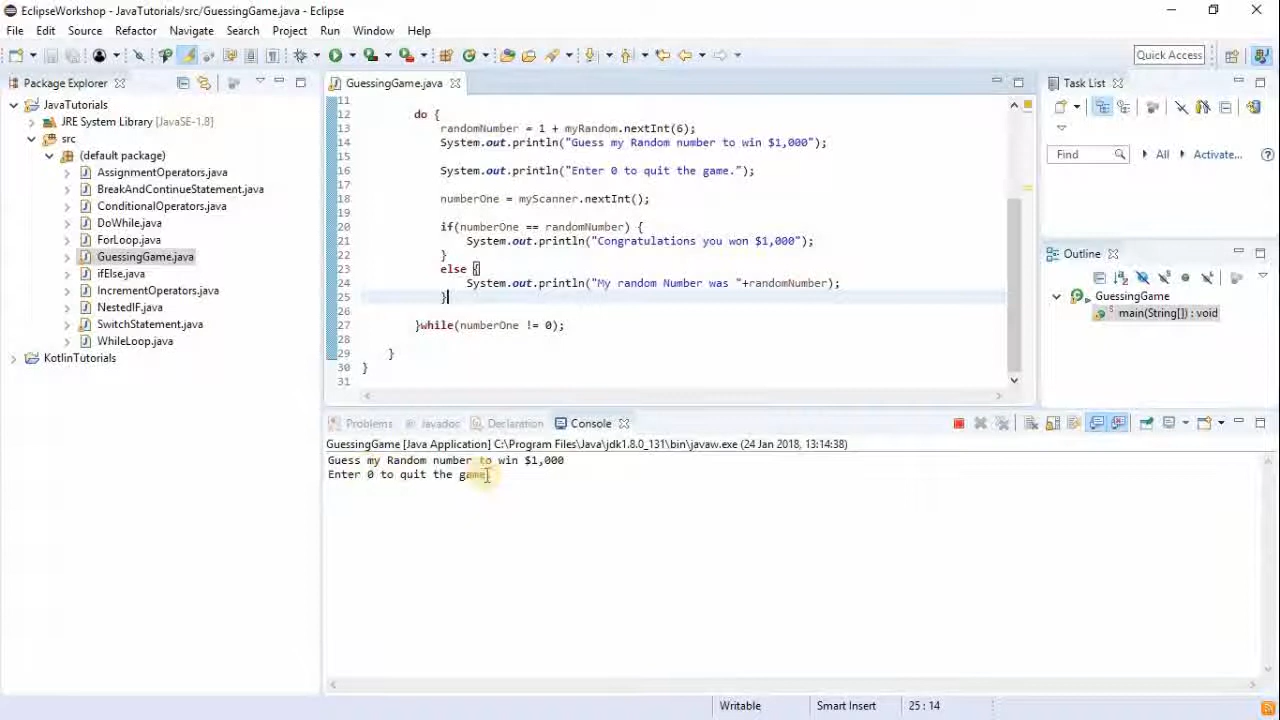 EclipseWorkshop - JavaTutorials/src/GuessingGame.java - Eclipse
File Edit Source Refactor Navigate Search Project Run Window Help
Quick Access
Package Explorer
JavaTutorials
JRE System Library [JavaSE-1.8]
src
(default package)
AssignmentOperators.java
BreakAndContinueStatement.java
ConditionalOperators.java
DoWhile.java
ForLoop.java
GuessingGame.java
ifElse.java
IncrementOperators.java
NestedIF.java
SwitchStatement.java
WhileLoop.java
KotlinTutorials
GuessingGame.java
11
12 do {
13 randomNumber = 1 + myRandom.nextInt(6);
14 System.out.println("Guess my Random number to win $1,000");
15
16 System.out.println("Enter 0 to quit the game.");
17
18 numberOne = myScanner.nextInt();
19
20 if(numberOne == randomNumber) {
21 System.out.println("Congratulations you won $1,000");
22 }
23 else {
24 System.out.println("My random Number was "+randomNumber);
25 }
26
27 }while(numberOne != 0);
28
29 }
30 }
31
Task List
Find All Activate...
Outline
GuessingGame
main(String[]) : void
Problems Javadoc Declaration Console
GuessingGame [Java Application] C:\Program Files\Java\jdk1.8.0_131\bin\javaw.exe (24 Jan 2018, 13:14:38)
Guess my Random number to win $1,000
Enter 0 to quit the game.
Writable Smart Insert 25 : 14